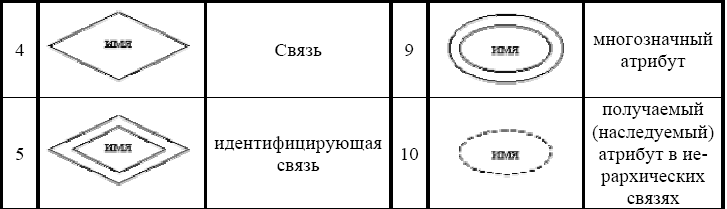 4
имя
Связь
9
имя
многозначный
атрибут
5
имя
идентифицирующая
связь
10
имя
получаемый
(наследуемый)
атрибут в ие-
рархических
связях